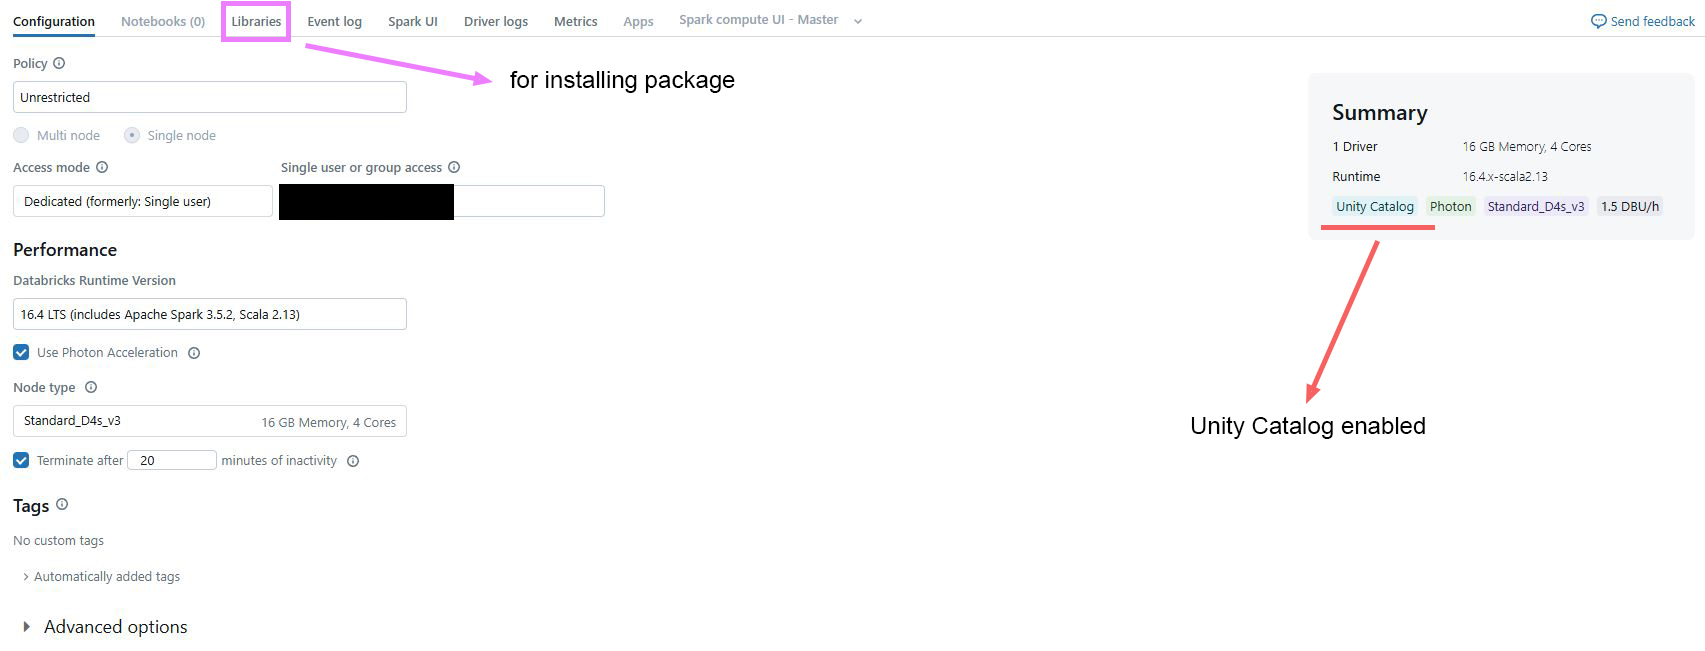 Configuration Notebooks (0) Libraries Event log Spark UI Driver logs Metrics Apps Spark compute UI - Master Send feedback
Policy
for installing package
Unrestricted
Multi node Single node
Access mode Single user or group access
Dedicated (formerly: Single user)
Summary
1 Driver 16 GB Memory, 4 Cores
Runtime 16.4.x-scala2.13
Unity Catalog Photon Standard_D4s_v3 1.5 DBU/h
Unity Catalog enabled
Performance
Databricks Runtime Version
16.4 LTS (includes Apache Spark 3.5.2, Scala 2.13)
Use Photon Acceleration
Node type
Standard_D4s_v3 16 GB Memory, 4 Cores
Terminate after 20 minutes of inactivity
Tags
No custom tags
Automatically added tags
Advanced options